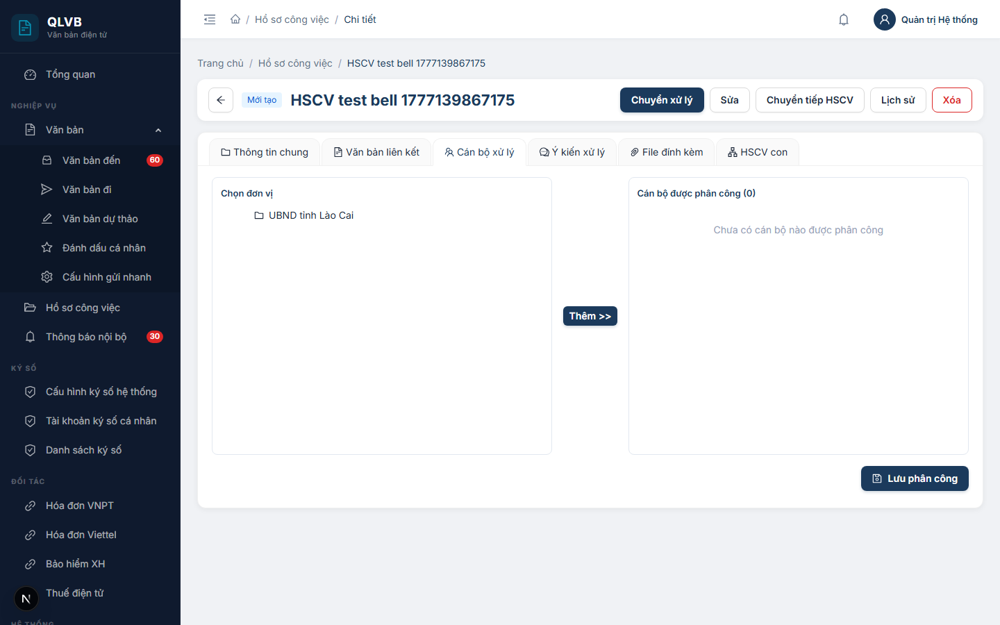 QLVB
Văn bản điện tử
Tổng quan
NGHIỆP VỤ
Văn bản
Văn bản đến 60
Văn bản đi
Văn bản dự thảo
Đánh dấu cá nhân
Cấu hình gửi nhanh
Hồ sơ công việc
Thông báo nội bộ 30
KÝ SỐ
Cấu hình ký số hệ thống
Tài khoản ký số cá nhân
Danh sách ký số
ĐỐI TÁC
Hóa đơn VNPT
Hóa đơn Viettel
Bảo hiểm XH
Thuế điện tử
N
HỆ THỐNG
/ Hồ sơ công việc / Chi tiết
Quản trị Hệ thống
Trang chủ / Hồ sơ công việc / HSCV test bell 1777139867175
Mới tạo HSCV test bell 1777139867175
Chuyển xử lý Sửa Chuyển tiếp HSCV Lịch sử Xóa
Thông tin chung Văn bản liên kết Cán bộ xử lý Ý kiến xử lý File đính kèm HSCV con
Chọn đơn vị
UBND tỉnh Lào Cai
Thêm >>
Cán bộ được phân công (0)
Chưa có cán bộ nào được phân công
Lưu phân công